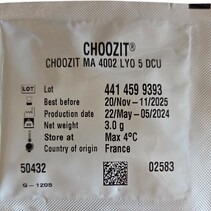 CHOOZIT®
CHOOZIT MA 4002 LYO 5 DCU
LOT Lot 441 459 9393
Best before 20/Nov-11/2025
Production date 22/May-05/2024
Net weight 3.0 g
Store at Max 4°C
Country of origin France
50432 02583
G-1205